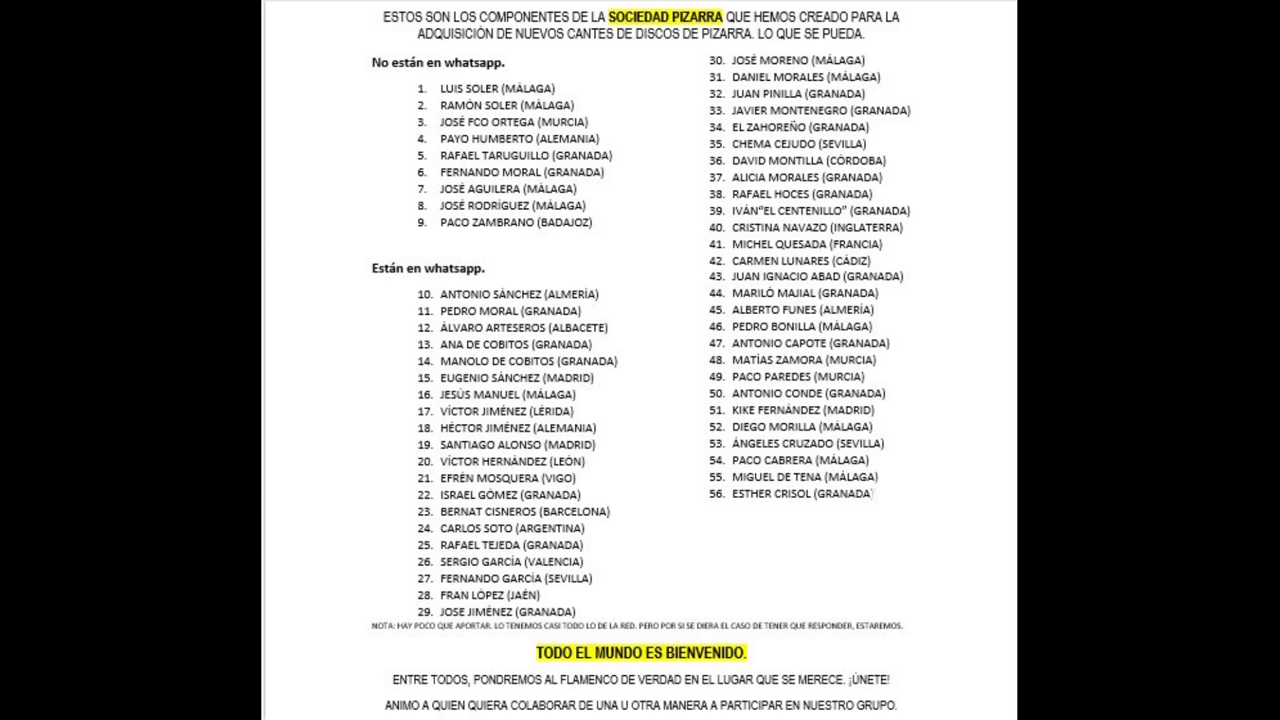 ESTOS SON LOS COMPONENTES DE LA SOCIEDAD PIZARRA QUE HEMOS CREADO PARA LA
ADQUISICIÓN DE NUEVOS CANTES DE DISCOS DE PIZARRA. LO QUE SE PUEDA.
No están en whatsapp.
1. LUIS SOLER (MÁLAGA)
2. RAMÓN SOLER (MÁLAGA)
3. JOSÉ FCO ORTEGA (MURCIA)
4. PAYO HUMBERTO (ALEMANIA)
5. RAFAEL TARUGUILLO (GRANADA)
6. FERNANDO MORAL (GRANADA)
7. JOSÉ AGUILERA (MÁLAGA)
8. JOSÉ RODRÍGUEZ (MÁLAGA)
9. PACO ZAMBRANO (BADAJOZ)
Están en whatsapp.
10. ANTONIO SÁNCHEZ (ALMERÍA)
11. PEDRO MORAL (GRANADA)
12. ÁLVARO ARTESEROS (ALBACETE)
13. ANA DE COBITOS (GRANADA)
14. MANOLO DE COBITOS (GRANADA)
15. EUGENIO SÁNCHEZ (MADRID)
16. JESÚS MANUEL (MÁLAGA)
17. VÍCTOR JIMÉNEZ (LÉRIDA)
18. HÉCTOR JIMÉNEZ (ALEMANIA)
19. SANTIAGO ALONSO (MADRID)
20. VÍCTOR HERNÁNDEZ (LEÓN)
21. EFRÉN MOSQUERA (VIGO)
22. ISRAEL GÓMEZ (GRANADA)
23. BERNAT CISNEROS (BARCELONA)
24. CARLOS SOTO (ARGENTINA)
25. RAFAEL TEJEDA (GRANADA)
26. SERGIO GARCÍA (VALENCIA)
27. FERNANDO GARCÍA (SEVILLA)
28. FRAN LÓPEZ (JAÉN)
29. JOSE JIMÉNEZ (GRANADA)
30. JOSÉ MORENO (MÁLAGA)
31. DANIEL MORALES (MÁLAGA)
32. JUAN PINILLA (GRANADA)
33. JAVIER MONTENEGRO (GRANADA)
34. EL ZAHOREÑO (GRANADA)
35. CHEMA CEJUDO (SEVILLA)
36. DAVID MONTILLA (CÓRDOBA)
37. ALICIA MORALES (GRANADA)
38. RAFAEL HOCES (GRANADA)
39. IVÁN“EL CENTENILLO” (GRANADA)
40. CRISTINA NAVAZO (INGLATERRA)
41. MICHEL QUESADA (FRANCIA)
42. CARMEN LUNARES (CÁDIZ)
43. JUAN IGNACIO ABAD (GRANADA)
44. MARILÓ MAJIAL (GRANADA)
45. ALBERTO FUNES (ALMERÍA)
46. PEDRO BONILLA (MÁLAGA)
47. ANTONIO CAPOTE (GRANADA)
48. MATÍAS ZAMORA (MURCIA)
49. PACO PAREDES (MURCIA)
50. ANTONIO CONDE (GRANADA)
51. KIKE FERNÁNDEZ (MADRID)
52. DIEGO MORILLA (MÁLAGA)
53. ÁNGELES CRUZADO (SEVILLA)
54. PACO CABRERA (MÁLAGA)
55. MIGUEL DE TENA (MÁLAGA)
56. ESTHER CRISOL (GRANADA)
NOTA: HAY POCO QUE APORTAR. LO TENEMOS CASI TODO LO DE LA RED. PERO POR SI SE DIERA EL CASO DE TENER QUE RESPONDER, ESTAREMOS.
TODO EL MUNDO ES BIENVENIDO.
ENTRE TODOS, PONDREMOS AL FLAMENCO DE VERDAD EN EL LUGAR QUE SE MERECE. ¡ÚNETE!
ANIMO A QUIEN QUIERA COLABORAR DE UNA U OTRA MANERA A PARTICIPAR EN NUESTRO GRUPO.